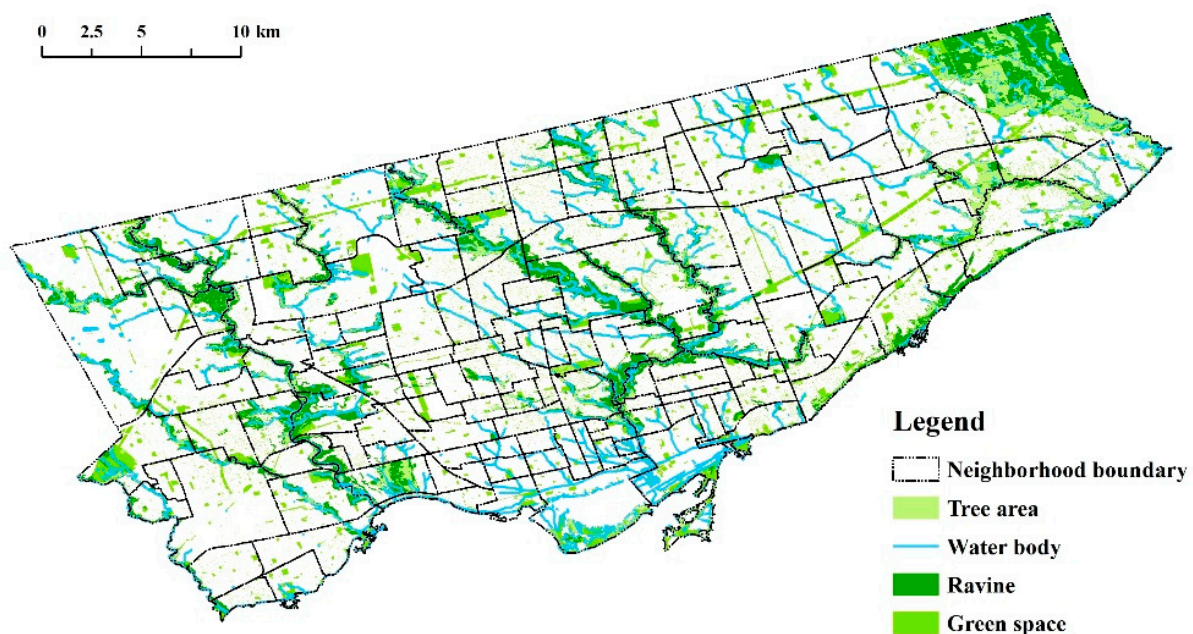 0 2.5 5 10 km
Legend
Neighborhood boundary
Tree area
Water body
Ravine
Green space